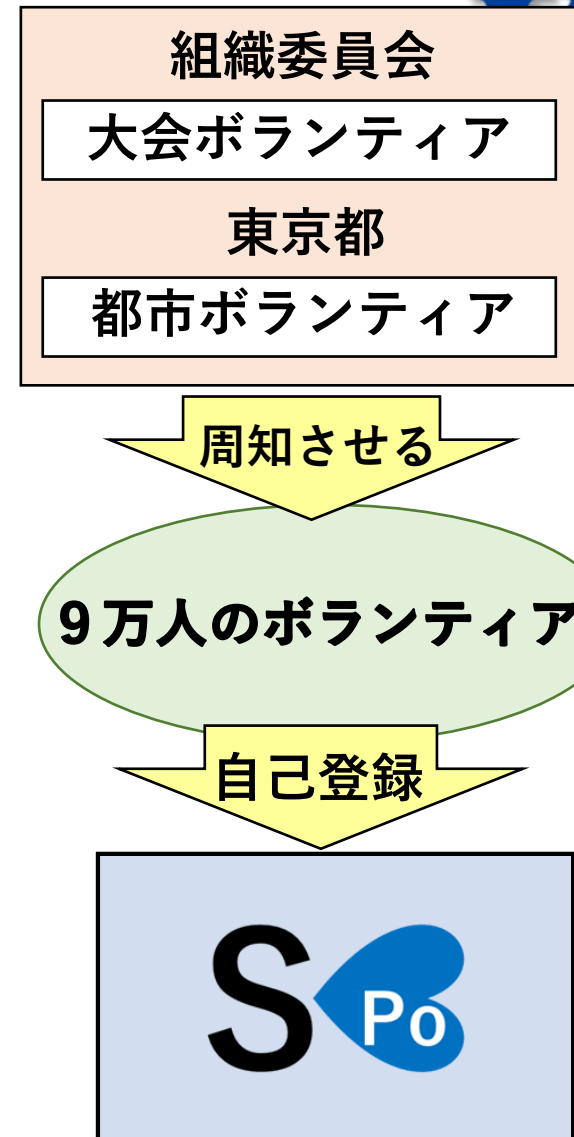 組織委員会
大会ボランティア
東京都
都市ボランティア
周知させる
９万人のボランティア
自己登録
S Po